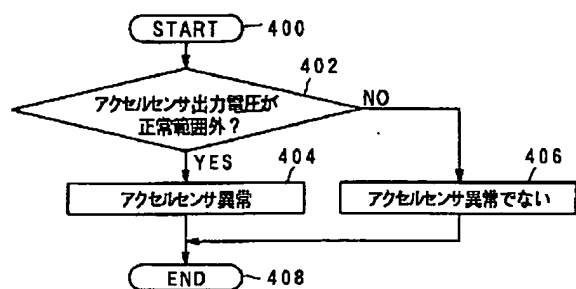 START
400
402
アクセルセンサ出力電圧が
正常範囲外?
NO
YES
404
406
アクセルセンサ異常
アクセルセンサ異常でない
END
408